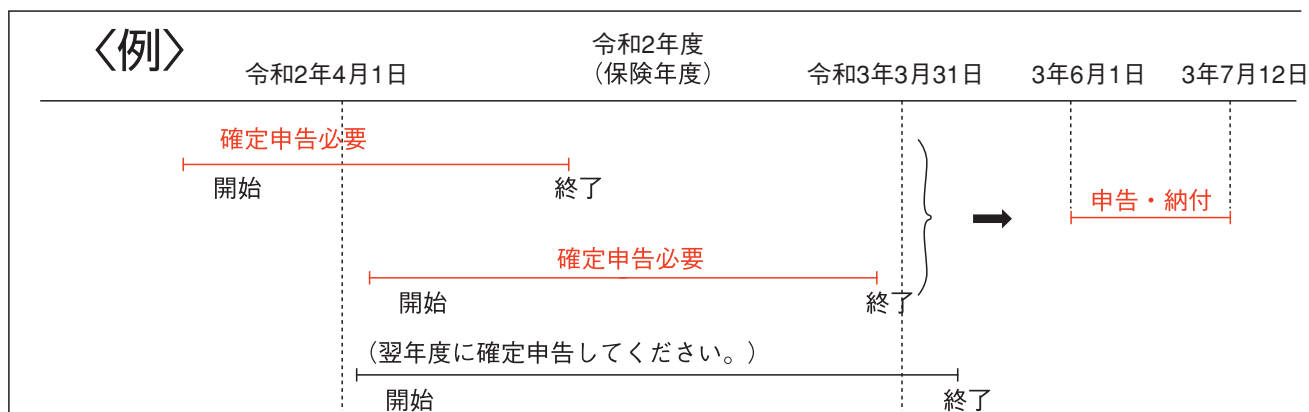 〈例〉
令和2年4月1日
令和2年度
（保険年度）
令和3年3月31日
3年6月1日
3年7月12日
確定申告必要
開始
終了
申告・納付
確定申告必要
開始
終了
（翌年度に確定申告してください。）
開始
終了